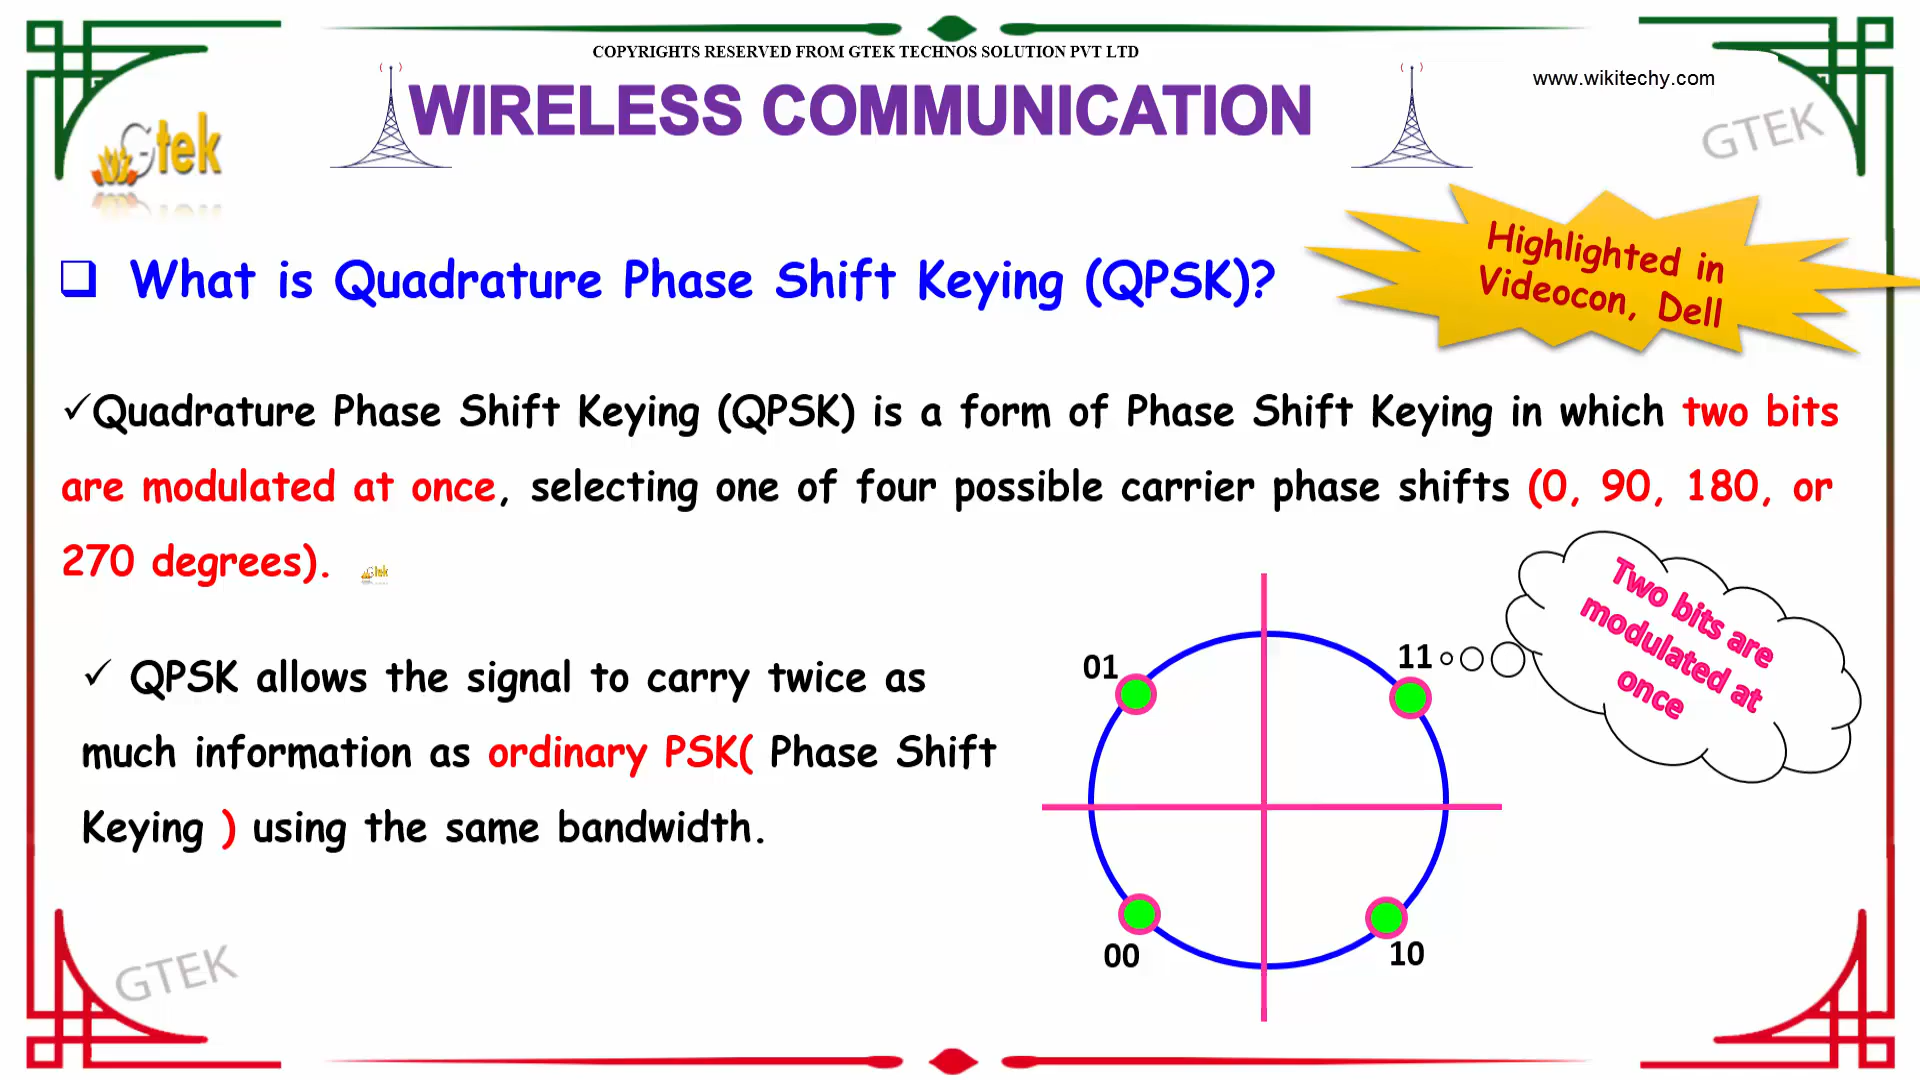 COPYRIGHTS RESERVED FROM GTEK TECHNOS SOLUTION PVT LTD
www.wikitechy.com
WIRELESS COMMUNICATION
Gtek
GTEK
Highlighted in
Videocon, Dell
What is Quadrature Phase Shift Keying (QPSK)?
✓Quadrature Phase Shift Keying (QPSK) is a form of Phase Shift Keying in which two bits
are modulated at once, selecting one of four possible carrier phase shifts (0, 90, 180, or
270 degrees).
Gtek
Two bits are
modulated at
once
✓ QPSK allows the signal to carry twice as
much information as ordinary PSK( Phase Shift
Keying ) using the same bandwidth.
01
11
00
10
GTEK